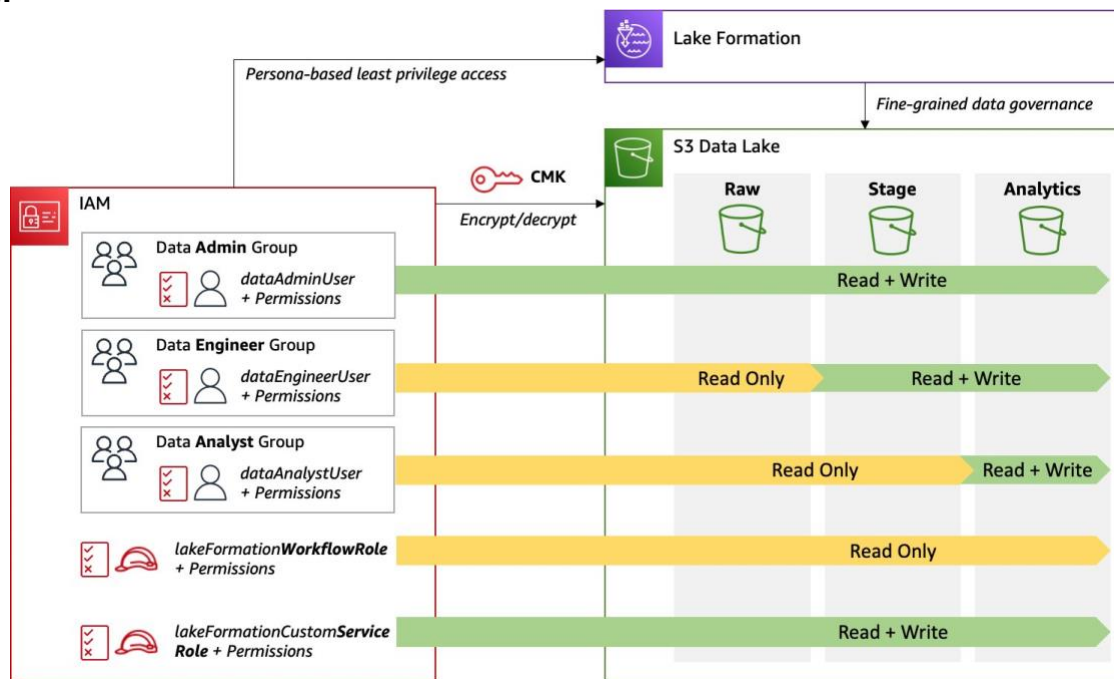 Lake Formation
Persona-based least privilege access
Fine-grained data governance
S3 Data Lake
CMK
Encrypt/decrypt
Raw
Stage
Analytics
IAM
Data Admin Group
dataAdminUser
+ Permissions
Read + Write
Data Engineer Group
dataEngineerUser
+ Permissions
Read Only
Read + Write
Data Analyst Group
dataAnalystUser
+ Permissions
Read Only
Read + Write
lakeFormationWorkflowRole
+ Permissions
Read Only
lakeFormationCustomService
Role + Permissions
Read + Write